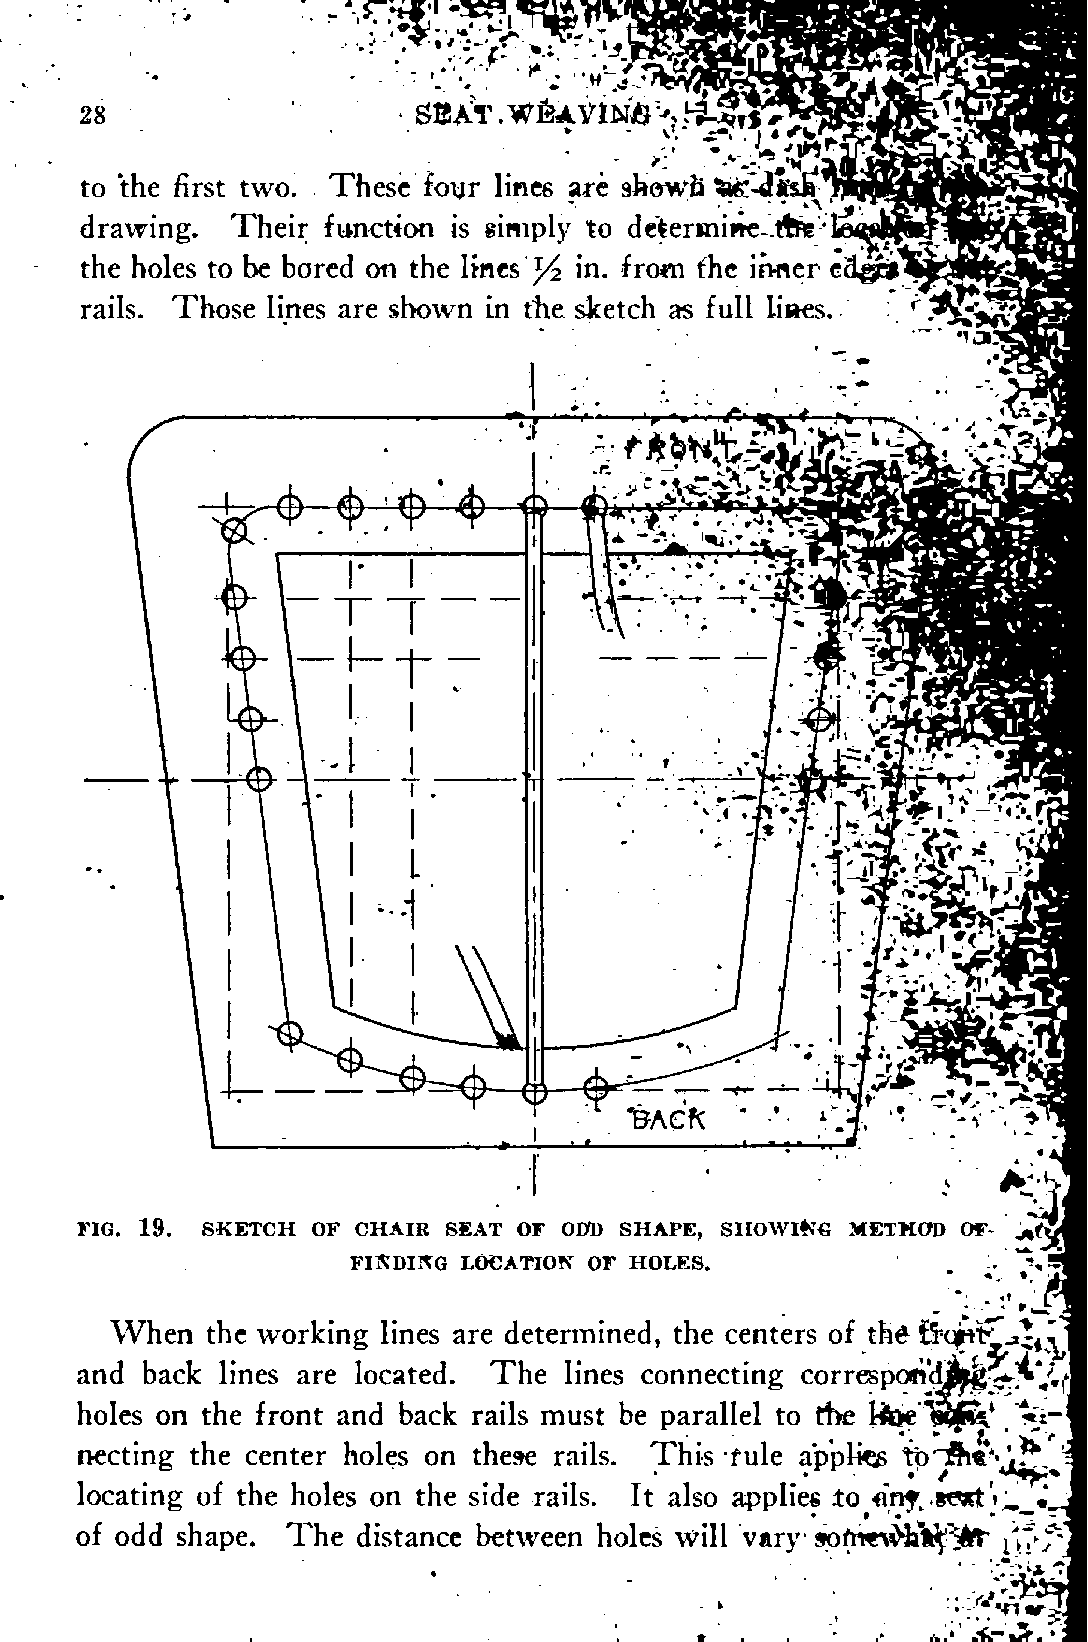 28 SEAT WEAVING
to the first two. These four lines are shown as dash
drawing. Their function is simply to determine the
the holes to be bored on the lines ½ in. from the inner edges
rails. Those lines are shown in the sketch as full lines.
FRONT
BACK
FIG. 19. SKETCH OF CHAIR SEAT OF ODD SHAPE, SHOWING METHOD OF
FINDING LOCATION OF HOLES.
When the working lines are determined, the centers of the front
and back lines are located. The lines connecting corresponding
holes on the front and back rails must be parallel to the line con-
necting the center holes on these rails. This rule applies to the
locating of the holes on the side rails. It also applies to any seat
of odd shape. The distance between holes will vary somewhat